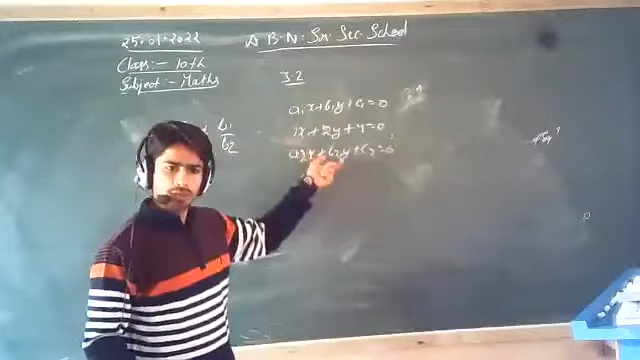 25-01-2022 A.B.N. Sr. Sec. School
Class:- 10th
Subject:- Maths
3.2
a₁x+b₁y+c₁=0
2x+2y+4=0
a₂x+b₂y+c₂=0
b₁
b₂